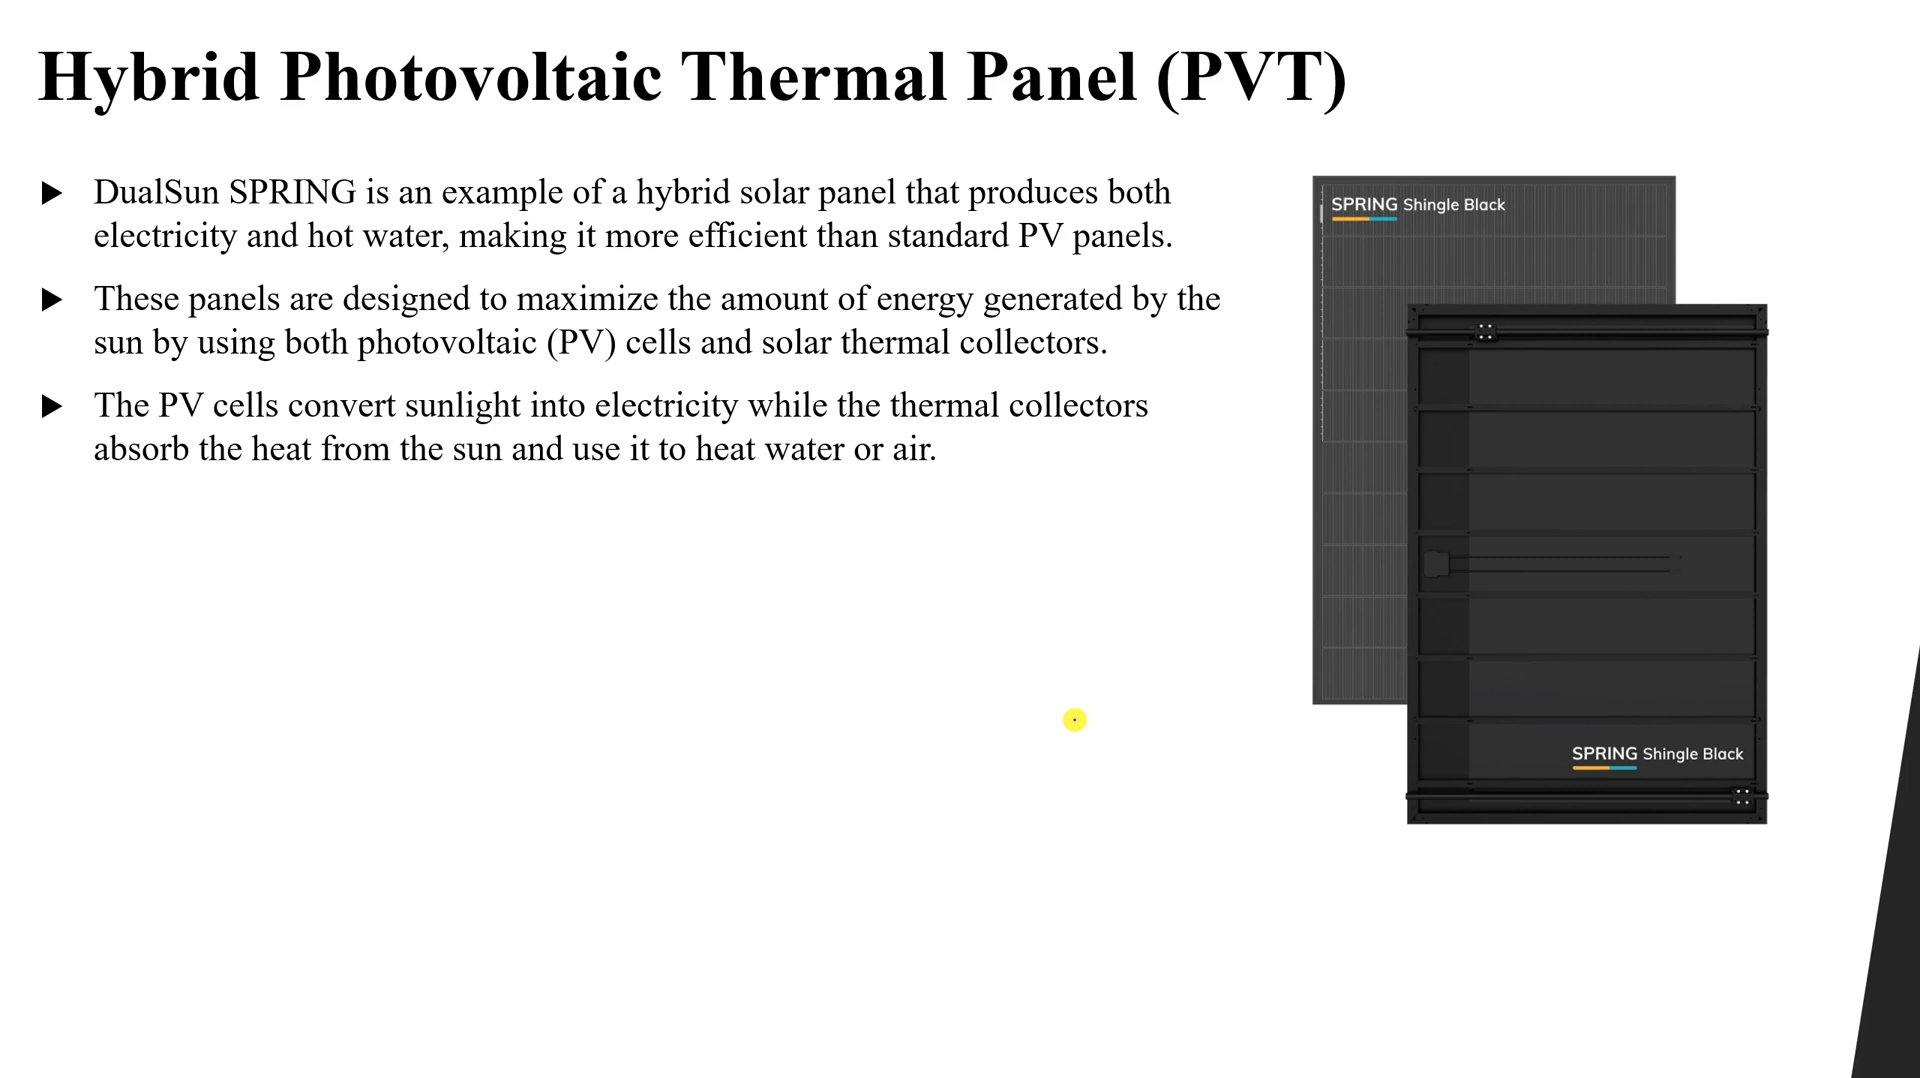 Hybrid Photovoltaic Thermal Panel (PVT)
DualSun SPRING is an example of a hybrid solar panel that produces both
electricity and hot water, making it more efficient than standard PV panels.
These panels are designed to maximize the amount of energy generated by the
sun by using both photovoltaic (PV) cells and solar thermal collectors.
The PV cells convert sunlight into electricity while the thermal collectors
absorb the heat from the sun and use it to heat water or air.
SPRING Shingle Black
SPRING Shingle Black